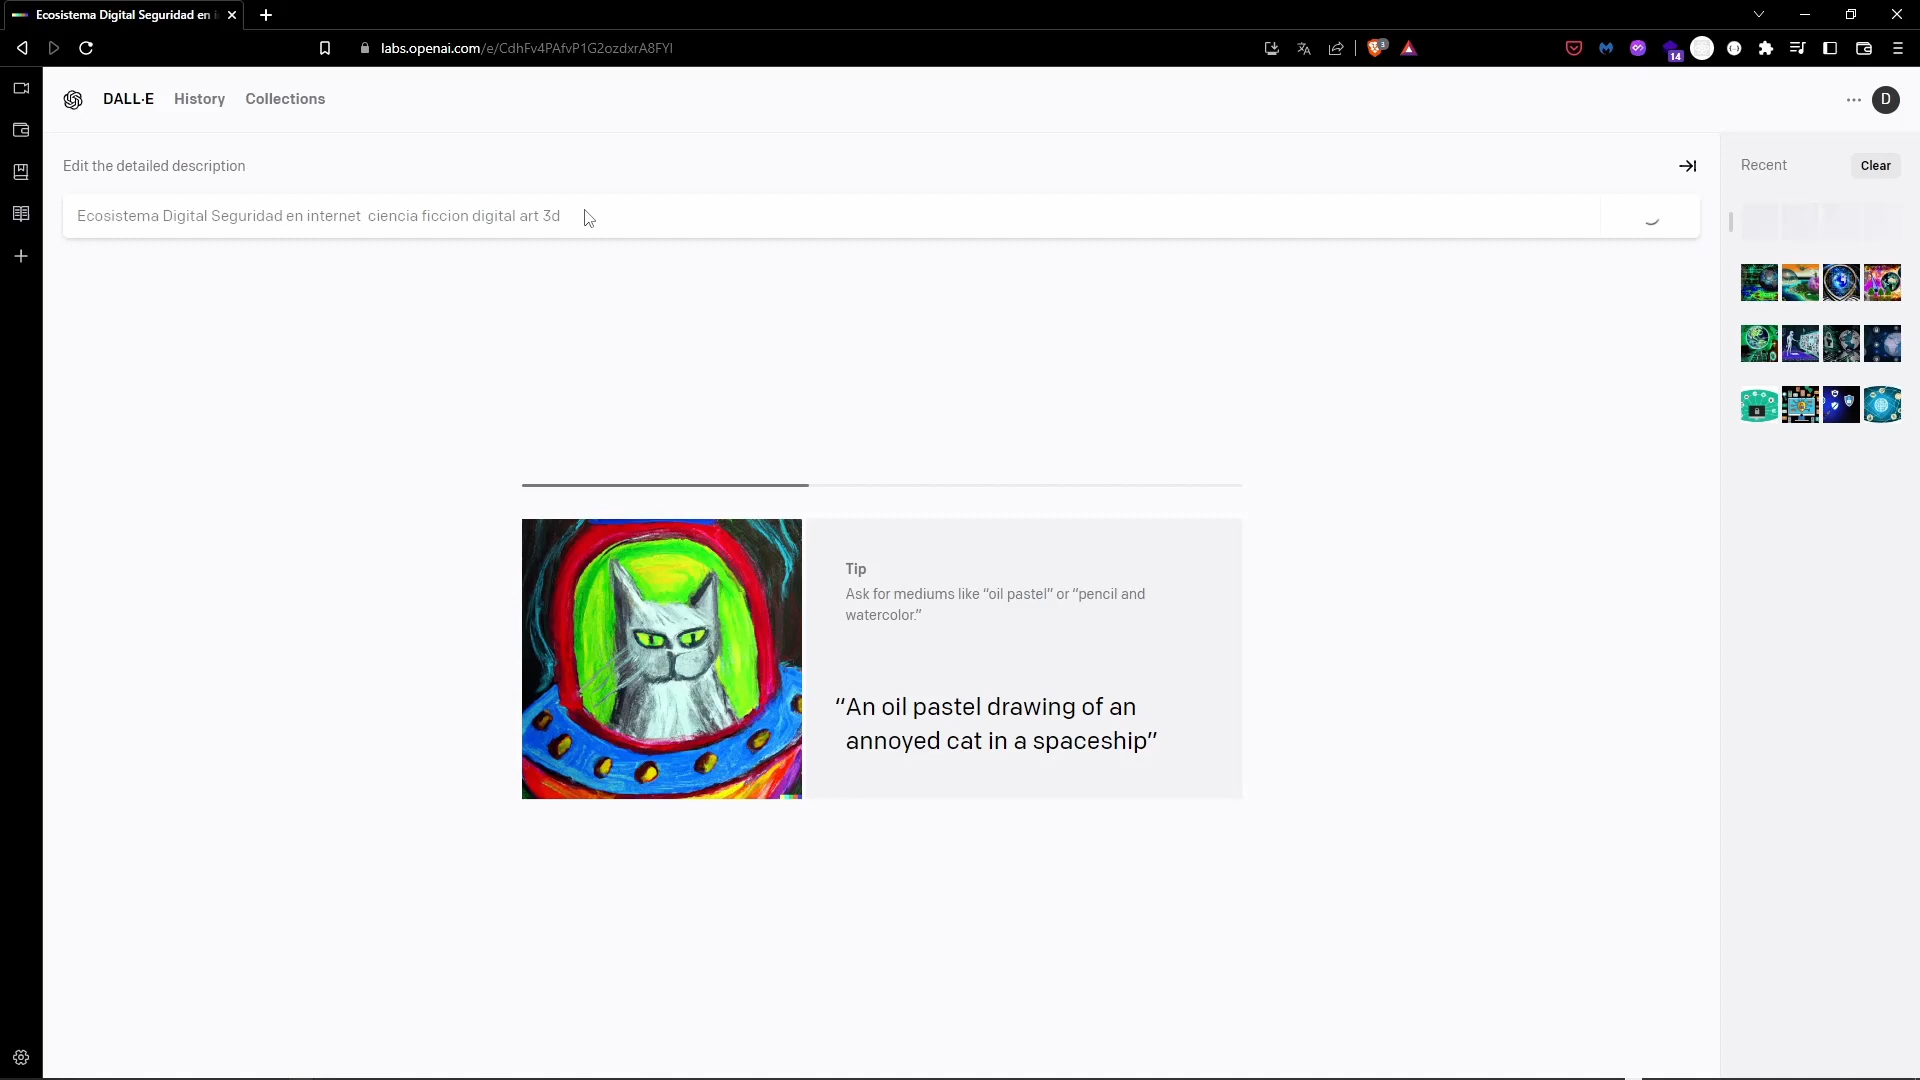 Ecosistema Digital Seguridad en i
labs.openai.com/e/CdhFv4PAfvP1G2ozdxrA8FYI
3
14
DALL·E History Collections
D
Edit the detailed description
Recent
Clear
Ecosistema Digital Seguridad en internet ciencia ficcion digital art 3d
Tip
Ask for mediums like “oil pastel” or “pencil and
watercolor.”
“An oil pastel drawing of an
annoyed cat in a spaceship”